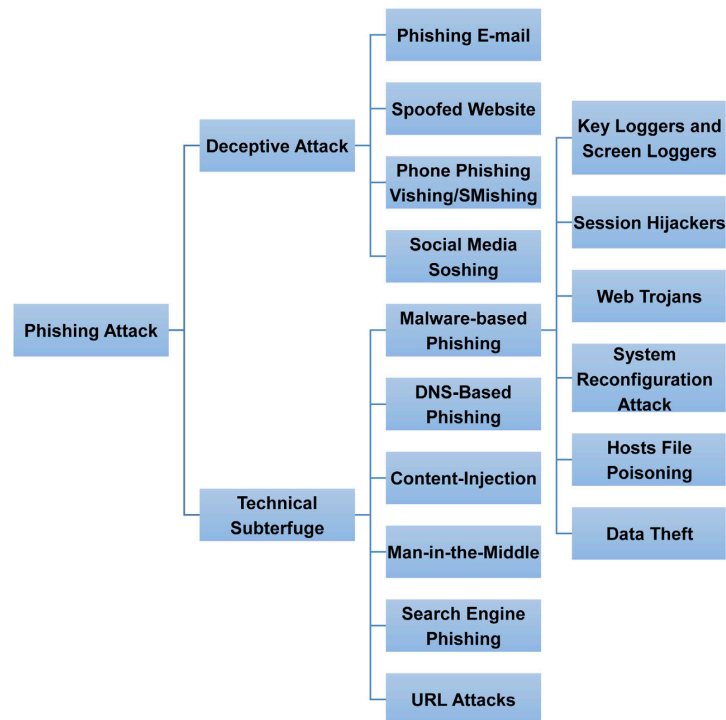 Phishing Attack
Deceptive Attack
Phishing E-mail
Spoofed Website
Phone Phishing
Vishing/SMishing
Social Media
Soshing
Technical
Subterfuge
Malware-based
Phishing
DNS-Based
Phishing
Content-Injection
Man-in-the-Middle
Search Engine
Phishing
URL Attacks
Key Loggers and
Screen Loggers
Session Hijackers
Web Trojans
System
Reconfiguration
Attack
Hosts File
Poisoning
Data Theft